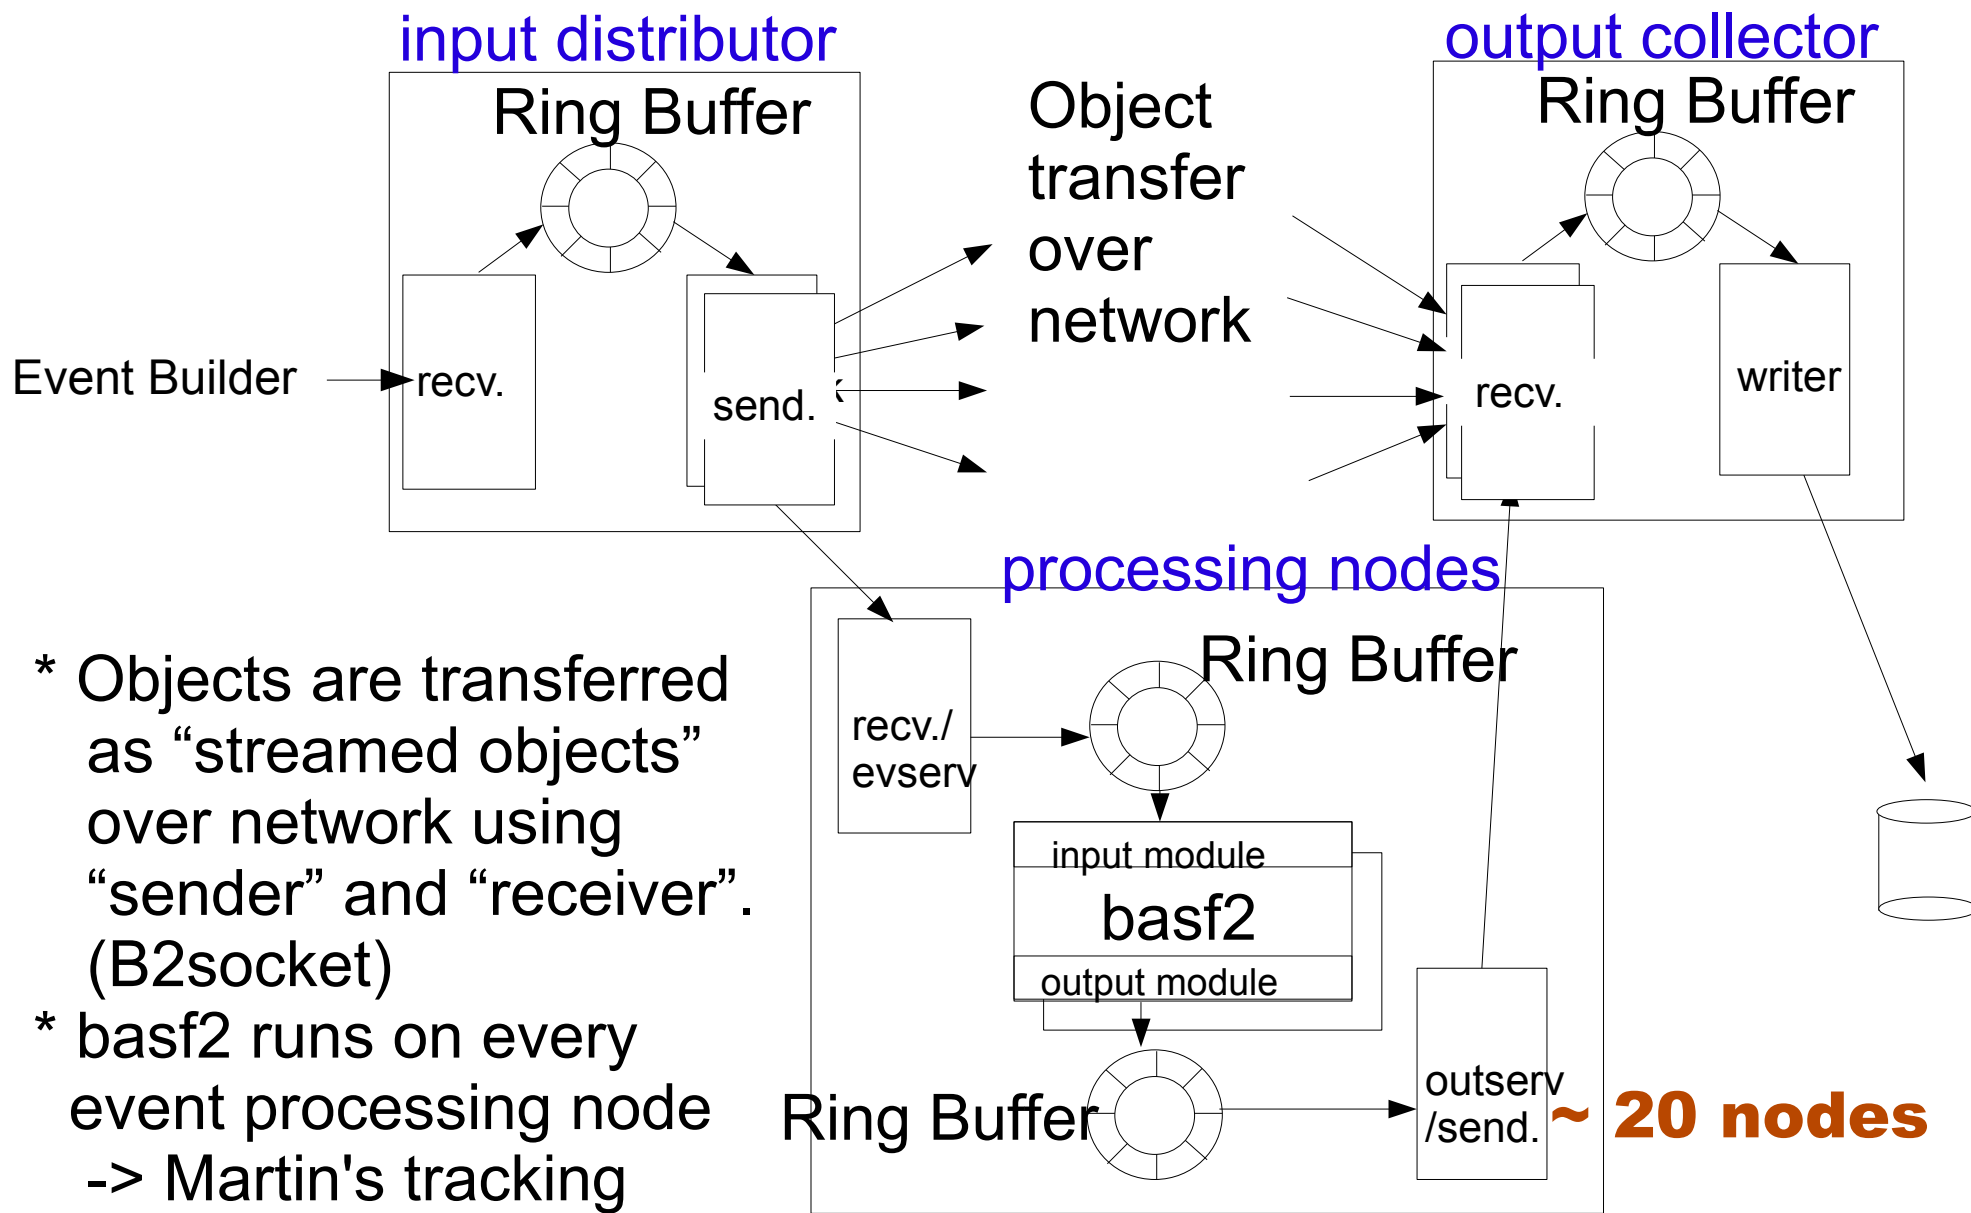 input distributor
output collector
Ring Buffer
Ring Buffer
Object
transfer
over
network
Event Builder
recv.
send.
recv.
writer
processing nodes
Ring Buffer
recv./
evserv
input module
basf2
output module
Ring Buffer
outserv
/send.
~ 20 nodes
* Objects are transferred
as “streamed objects”
over network using
“sender” and “receiver”.
(B2socket)
* basf2 runs on every
event processing node
-> Martin's tracking